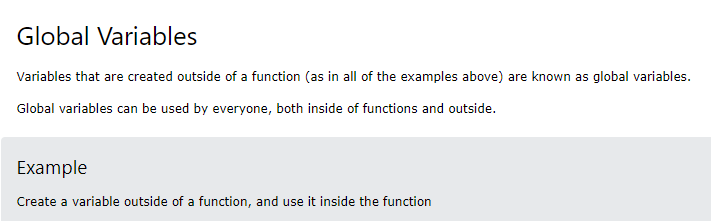 Global Variables
Variables that are created outside of a function (as in all of the examples above) are known as global variables.
Global variables can be used by everyone, both inside of functions and outside.
Example
Create a variable outside of a function, and use it inside the function